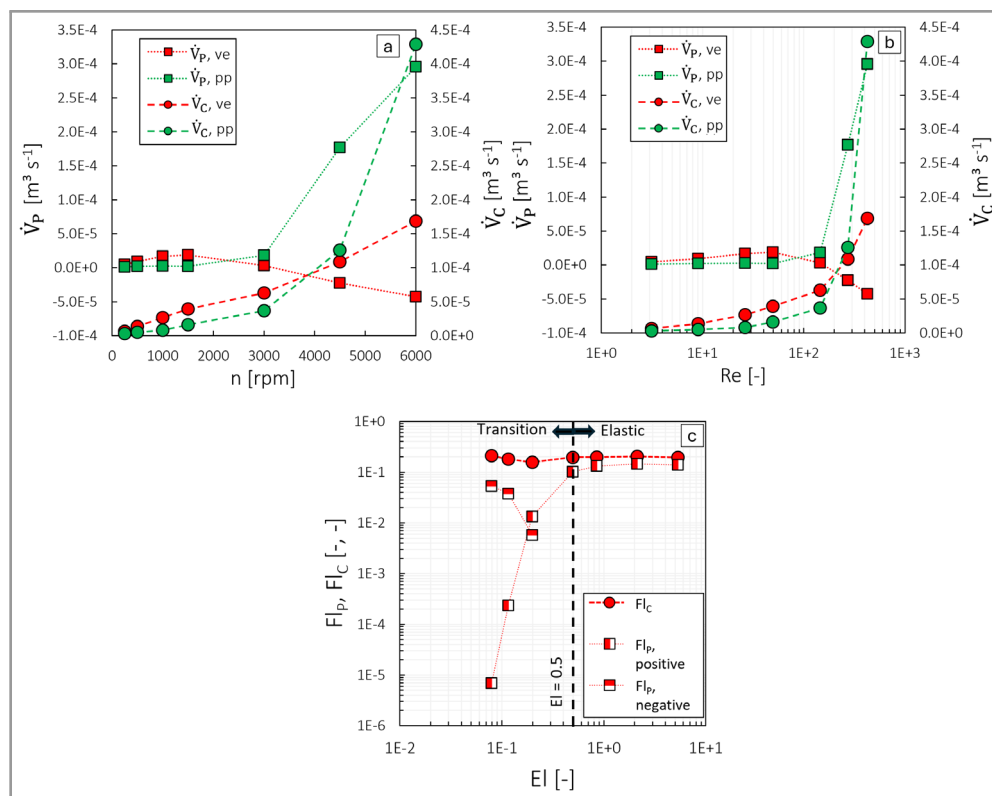 a
V̇P, ve
V̇P, pp
V̇C, ve
V̇C, pp
3.5E-4
3.0E-4
2.5E-4
2.0E-4
1.5E-4
1.0E-4
5.0E-5
0.0E+0
-5.0E-5
-1.0E-4
V̇P [m³ s-1]
4.5E-4
4.0E-4
3.5E-4
3.0E-4
2.5E-4
2.0E-4
1.5E-4
1.0E-4
5.0E-5
0.0E+0
V̇C [m³ s-1]
0 1000 2000 3000 4000 5000 6000
n [rpm]
b
V̇P, ve
V̇P, pp
V̇C, ve
V̇C, pp
3.5E-4
3.0E-4
2.5E-4
2.0E-4
1.5E-4
1.0E-4
5.0E-5
0.0E+0
-5.0E-5
-1.0E-4
V̇P [m³ s-1]
4.5E-4
4.0E-4
3.5E-4
3.0E-4
2.5E-4
2.0E-4
1.5E-4
1.0E-4
5.0E-5
0.0E+0
V̇C [m³ s-1]
1E+0 1E+1 1E+2 1E+3
Re [-]
c
Transition Elastic
1E+0
1E-1
1E-2
1E-3
1E-4
1E-5
1E-6
FlP, FlC [-, -]
El = 0.5
FlC
FlP,
positive
FlP,
negative
1E-2 1E-1 1E+0 1E+1
El [-]